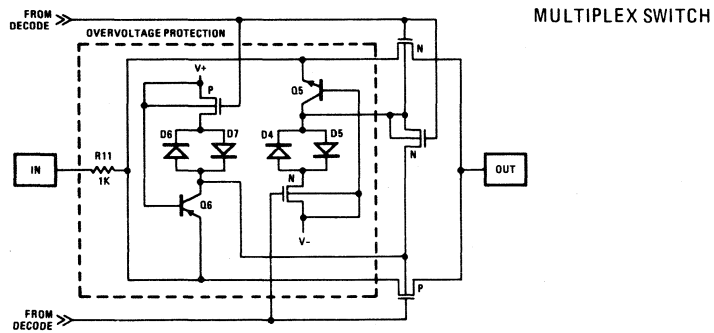 MULTIPLEX SWITCH
FROM
DECODE
OVERVOLTAGE PROTECTION
N
V+
P
Q5
D6
D7
D4
D5
N
IN
R11
1K
Q6
N
OUT
V-
P
FROM
DECODE